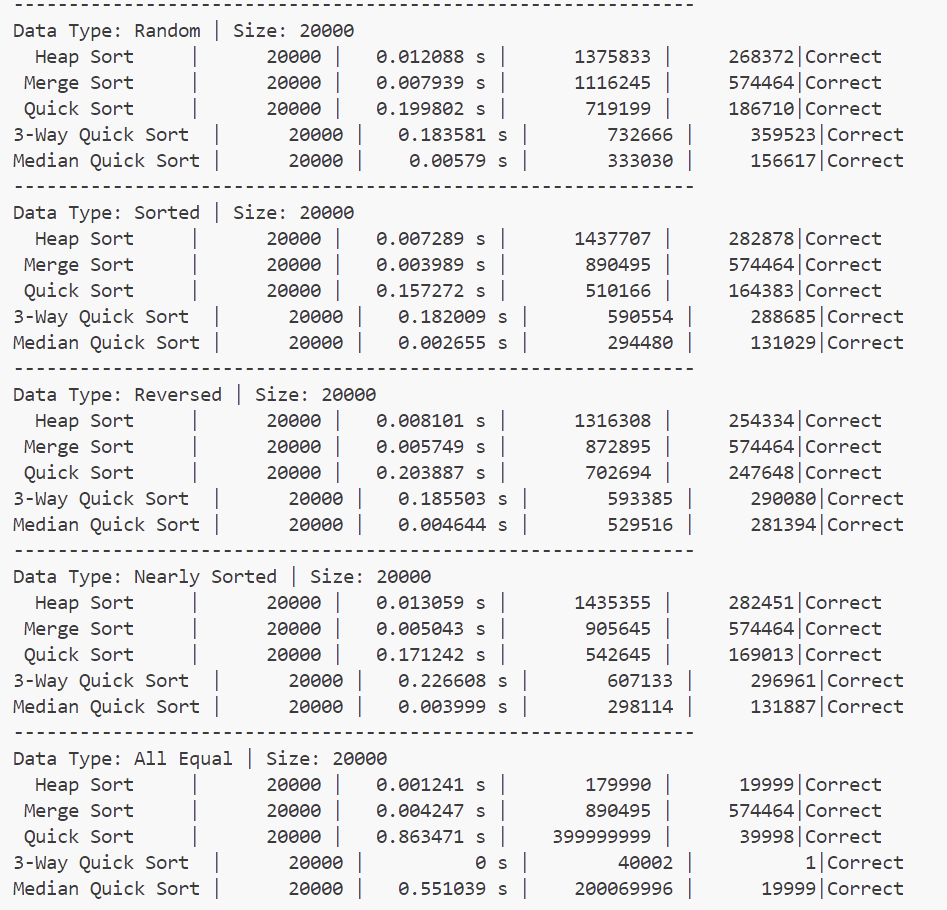 --------------------------------------------------------------
Data Type: Random | Size: 20000
  Heap Sort     |      20000 |   0.012088 s |      1375833 |     268372|Correct
 Merge Sort     |      20000 |   0.007939 s |      1116245 |     574464|Correct
 Quick Sort     |      20000 |   0.199802 s |       719199 |     186710|Correct
3-Way Quick Sort  |      20000 |   0.183581 s |       732666 |     359523|Correct
Median Quick Sort |      20000 |    0.00579 s |       333030 |     156617|Correct
--------------------------------------------------------------
Data Type: Sorted | Size: 20000
  Heap Sort     |      20000 |   0.007289 s |      1437707 |     282878|Correct
 Merge Sort     |      20000 |   0.003989 s |       890495 |     574464|Correct
 Quick Sort     |      20000 |   0.157272 s |       510166 |     164383|Correct
3-Way Quick Sort  |      20000 |   0.182009 s |       590554 |     288685|Correct
Median Quick Sort |      20000 |   0.002655 s |       294480 |     131029|Correct
--------------------------------------------------------------
Data Type: Reversed | Size: 20000
  Heap Sort     |      20000 |   0.008101 s |      1316308 |     254334|Correct
 Merge Sort     |      20000 |   0.005749 s |       872895 |     574464|Correct
 Quick Sort     |      20000 |   0.203887 s |       702694 |     247648|Correct
3-Way Quick Sort  |      20000 |   0.185503 s |       593385 |     290080|Correct
Median Quick Sort |      20000 |   0.004644 s |       529516 |     281394|Correct
--------------------------------------------------------------
Data Type: Nearly Sorted | Size: 20000
  Heap Sort     |      20000 |   0.013059 s |      1435355 |     282451|Correct
 Merge Sort     |      20000 |   0.005043 s |       905645 |     574464|Correct
 Quick Sort     |      20000 |   0.171242 s |       542645 |     169013|Correct
3-Way Quick Sort  |      20000 |   0.226608 s |       607133 |     296961|Correct
Median Quick Sort |      20000 |   0.003999 s |       298114 |     131887|Correct
--------------------------------------------------------------
Data Type: All Equal | Size: 20000
  Heap Sort     |      20000 |   0.001241 s |       179990 |      19999|Correct
 Merge Sort     |      20000 |   0.004247 s |       890495 |     574464|Correct
 Quick Sort     |      20000 |   0.863471 s |    399999999 |      39998|Correct
3-Way Quick Sort  |      20000 |          0 s |        40002 |          1|Correct
Median Quick Sort |      20000 |   0.551039 s |    200069996 |      19999|Correct